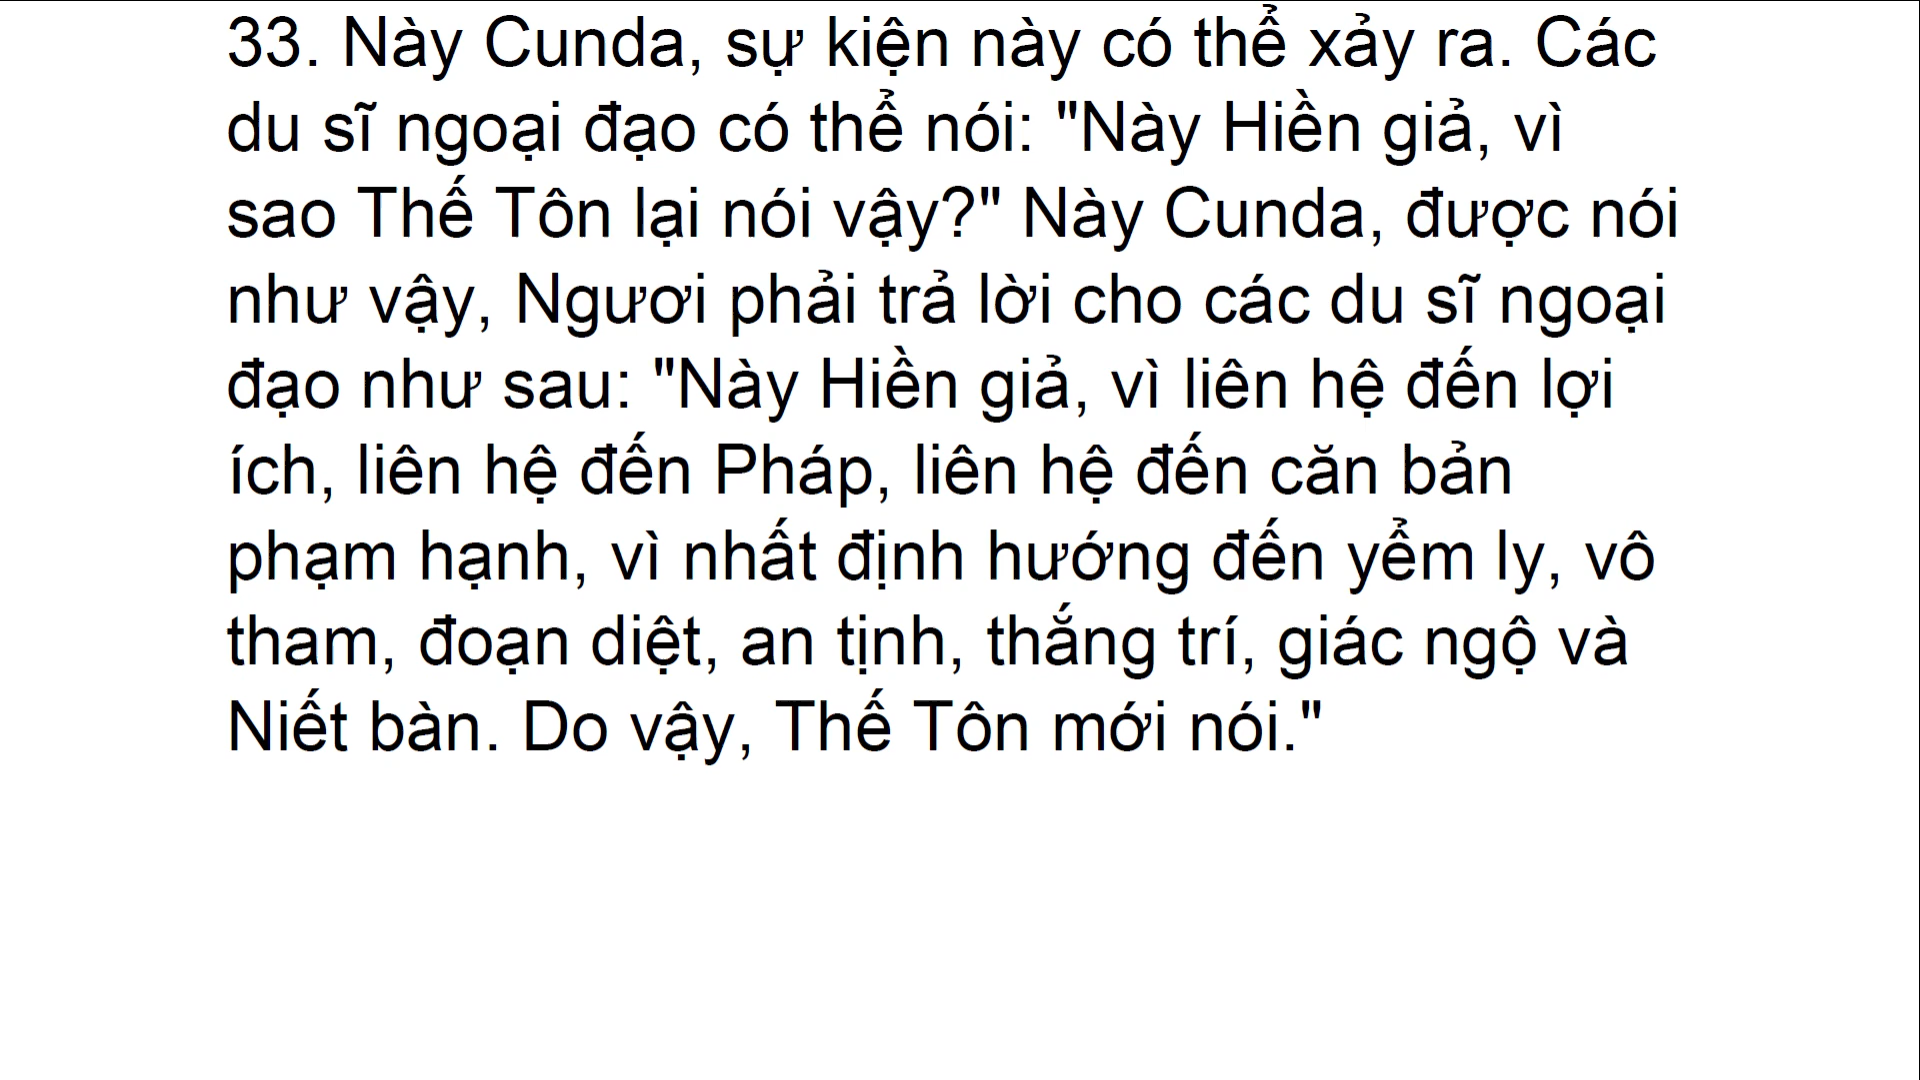 33. Này Cunda, sự kiện này có thể xảy ra. Các
du sĩ ngoại đạo có thể nói: "Này Hiền giả, vì
sao Thế Tôn lại nói vậy?" Này Cunda, được nói
như vậy, Ngươi phải trả lời cho các du sĩ ngoại
đạo như sau: "Này Hiền giả, vì liên hệ đến lợi
ích, liên hệ đến Pháp, liên hệ đến căn bản
phạm hạnh, vì nhất định hướng đến yểm ly, vô
tham, đoạn diệt, an tịnh, thắng trí, giác ngộ và
Niết bàn. Do vậy, Thế Tôn mới nói."